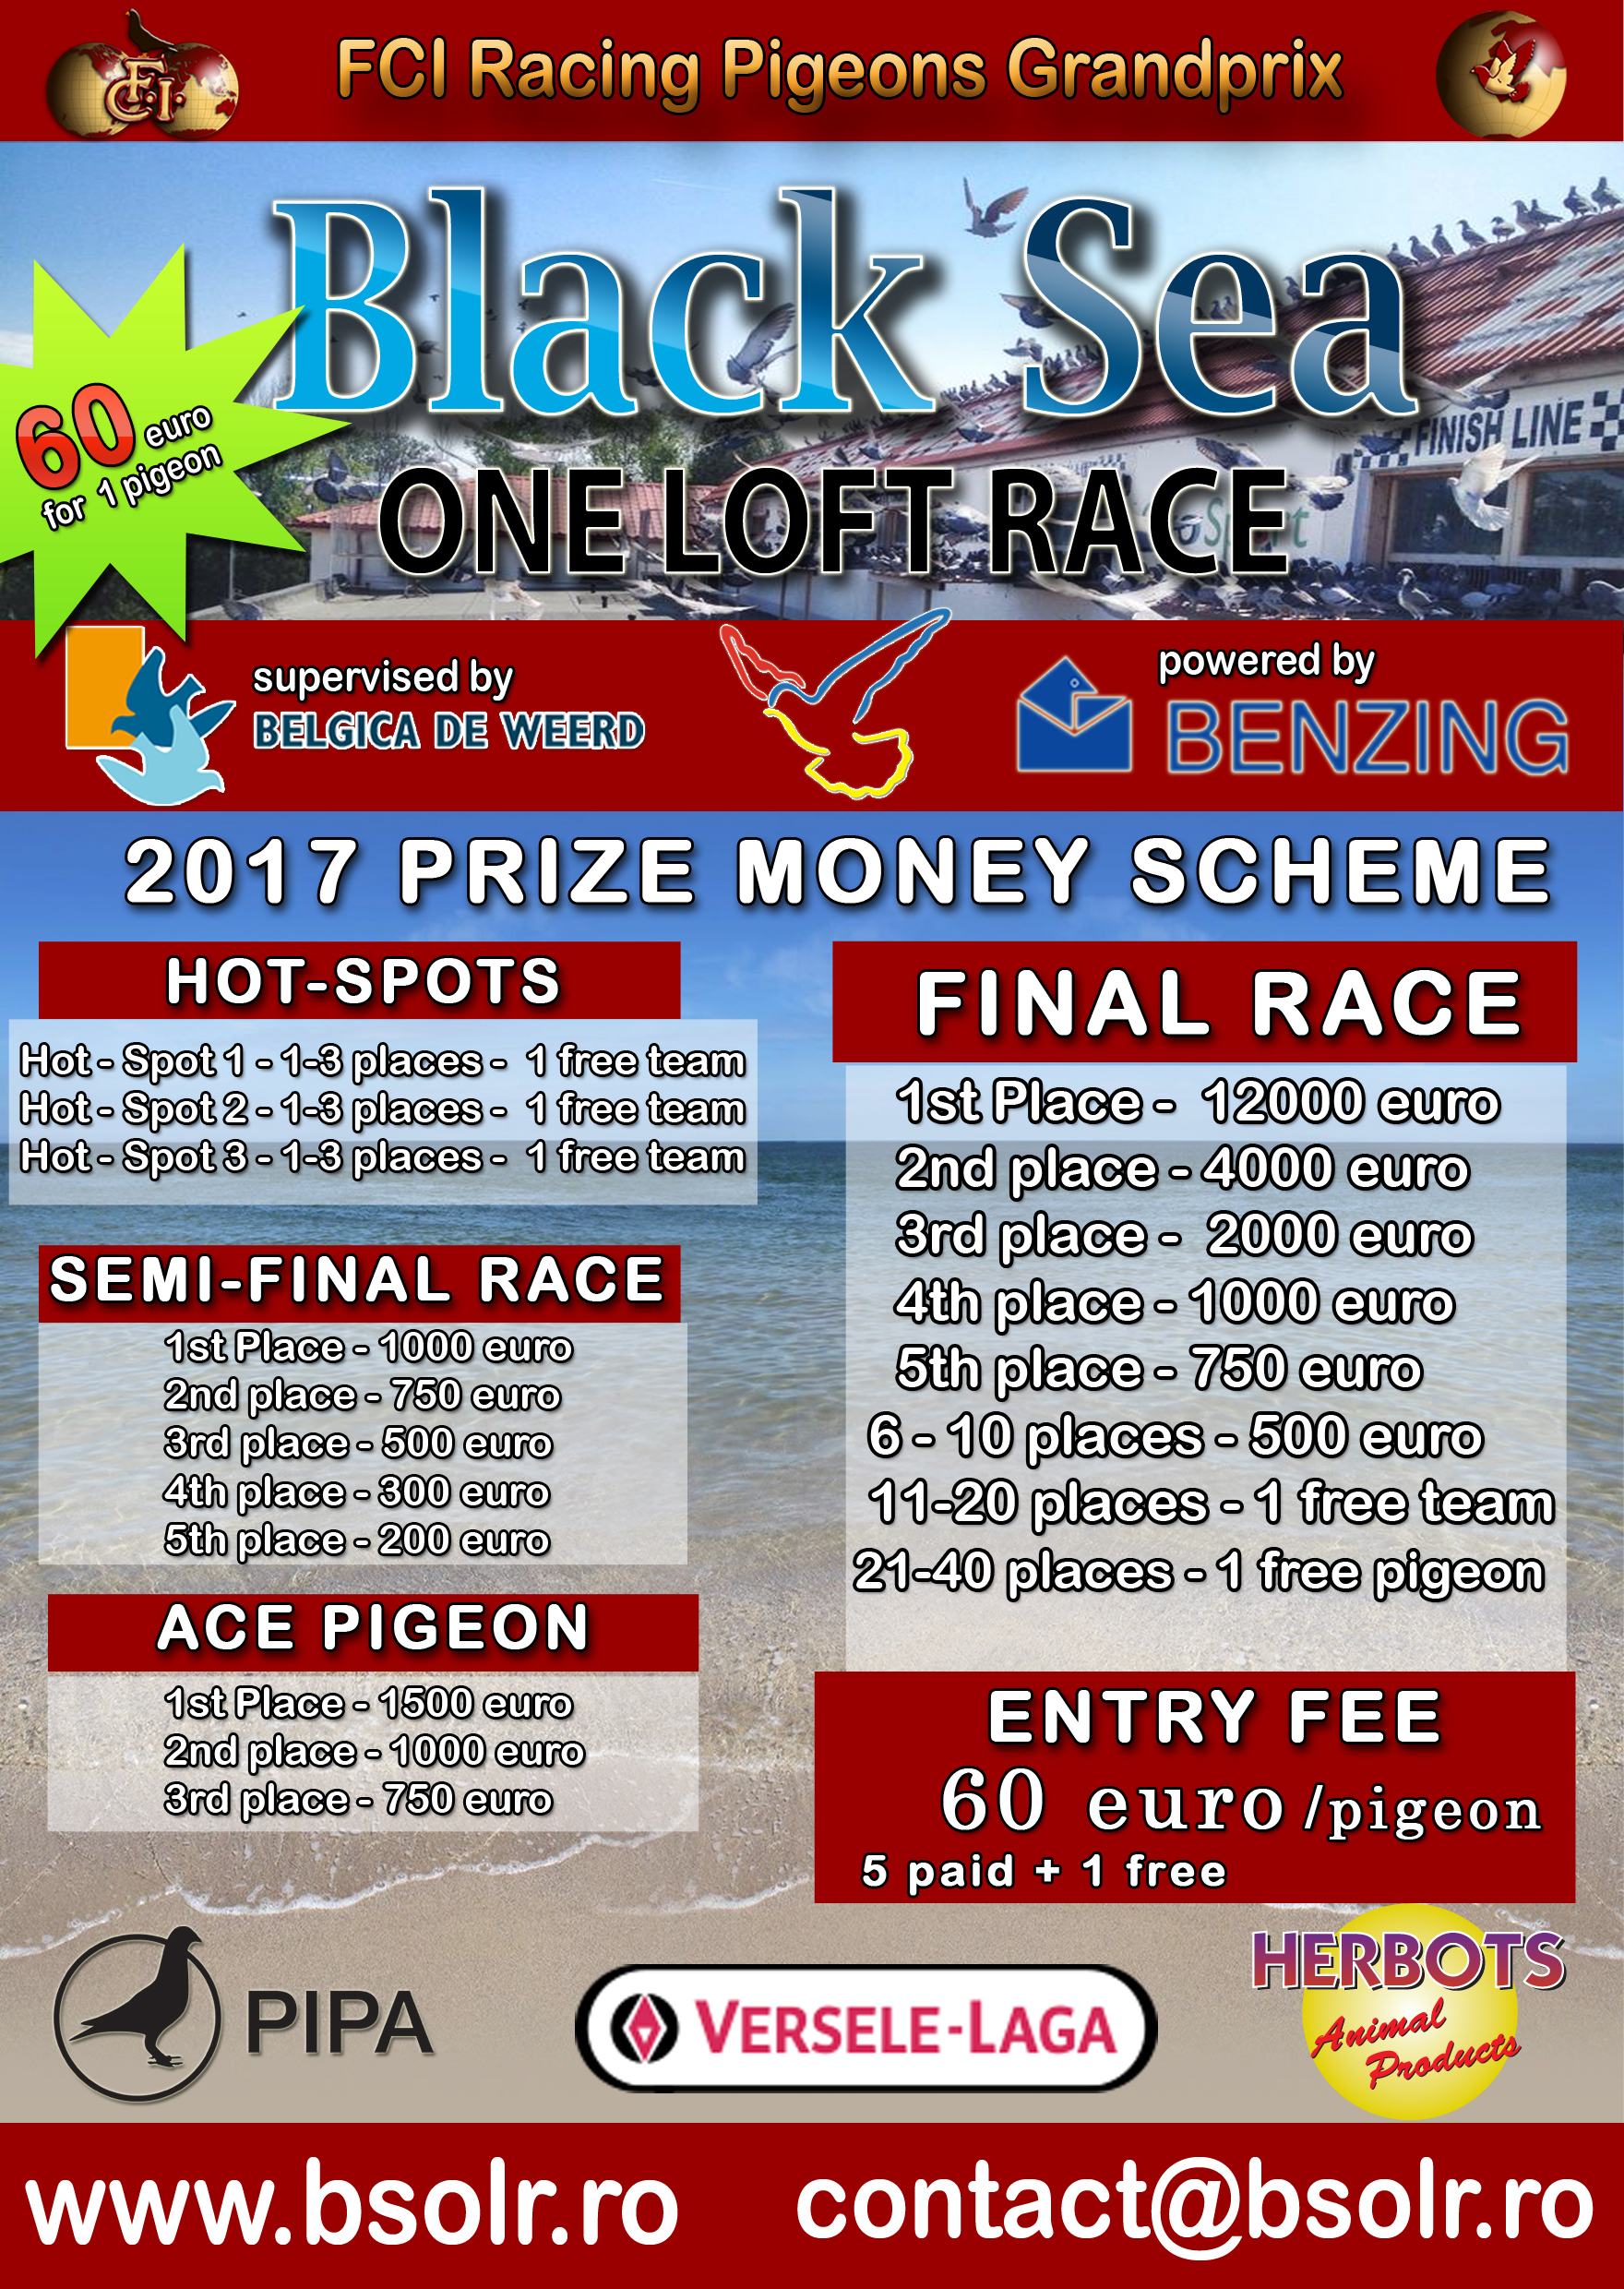 F.C.I.
FCI Racing Pigeons Grandprix
Black Sea
ONE LOFT RACE
60 euro
for 1 pigeon
FINISH LINE
supervised by
BELGICA DE WEERD
powered by
BENZING
2017 PRIZE MONEY SCHEME
HOT-SPOTS
Hot - Spot 1 - 1-3 places - 1 free team
Hot - Spot 2 - 1-3 places - 1 free team
Hot - Spot 3 - 1-3 places - 1 free team
SEMI-FINAL RACE
1st Place - 1000 euro
2nd place - 750 euro
3rd place - 500 euro
4th place - 300 euro
5th place - 200 euro
ACE PIGEON
1st Place - 1500 euro
2nd place - 1000 euro
3rd place - 750 euro
FINAL RACE
1st Place - 12000 euro
2nd place - 4000 euro
3rd place - 2000 euro
4th place - 1000 euro
5th place - 750 euro
6 - 10 places - 500 euro
11-20 places - 1 free team
21-40 places - 1 free pigeon
ENTRY FEE
60 euro /pigeon
5 paid + 1 free
PIPA
VERSELE-LAGA
HERBOTS
Animal
Products
www.bsolr.ro
contact@bsolr.ro